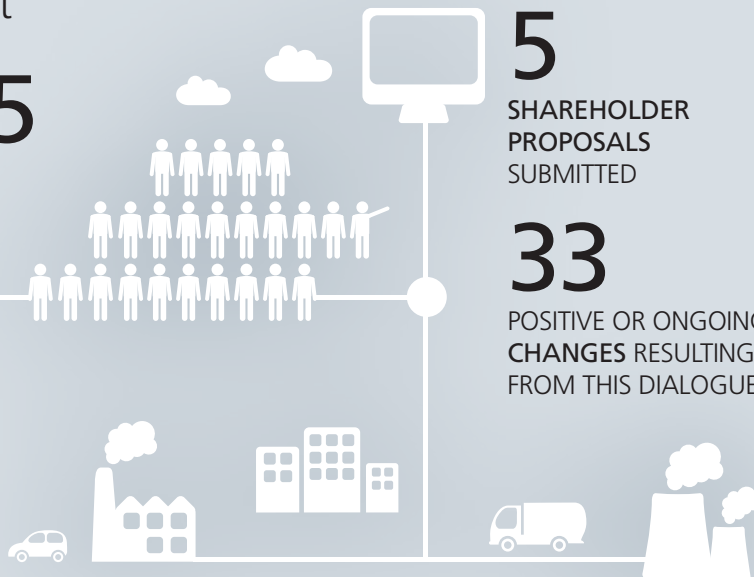 5
SHAREHOLDER
PROPOSALS
SUBMITTED
33
POSITIVE OR ONGOING
CHANGES RESULTING
FROM THIS DIALOGUE